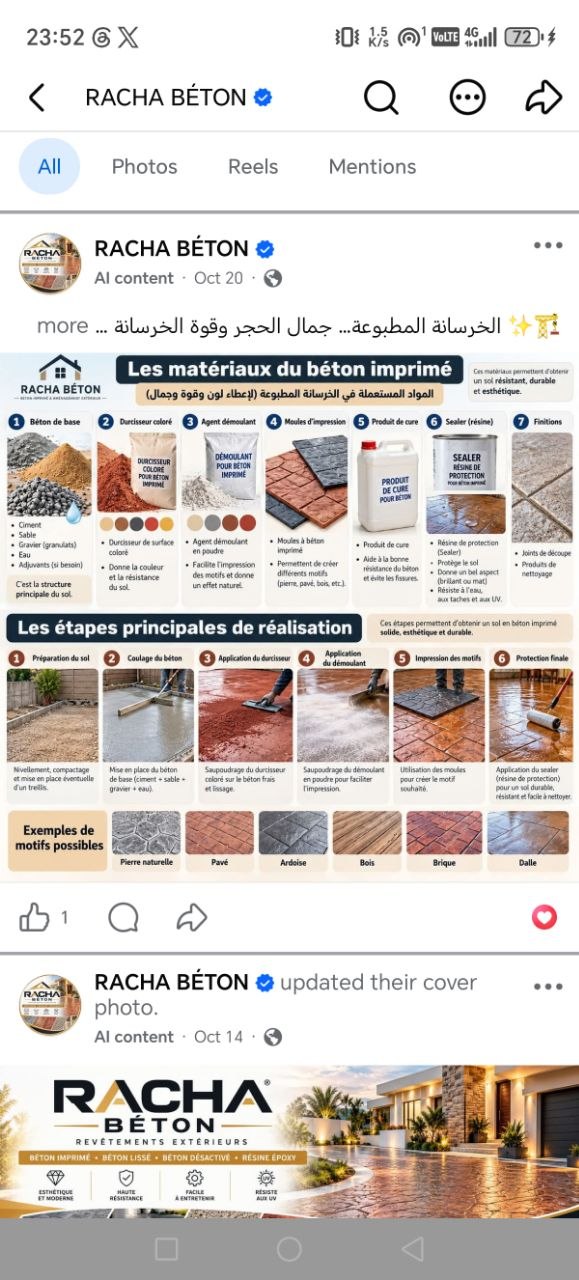 23:52
1.5
K/s
VoLTE
4G
72
RACHA BÉTON
All
Photos
Reels
Mentions
RACHA BÉTON
AI content · Oct 20 ·
🏗️✨ الخرسانة المطبوعة... جمال الحجر وقوة الخرسانة ... more
RACHA BÉTON
BÉTON IMPRIMÉ & AMÉNAGEMENT EXTÉRIEUR
Les matériaux du béton imprimé
المواد المستعملة في الخرسانة المطبوعة (لإعطاء لون وقوة وجمال)
Ces matériaux permettent d'obtenir
un sol résistant, durable
et esthétique.
1 Béton de base
• Ciment
• Sable
• Gravier (granulats)
• Eau
• Adjuvants (si besoin)
C'est la structure
principale du sol.
2 Durcisseur coloré
DURCISSEUR
COLORÉ
POUR BÉTON
IMPRIMÉ
• Durcisseur de surface
coloré
• Donne la couleur
et la résistance
du sol.
3 Agent démoulant
DÉMOULANT
POUR BÉTON
IMPRIMÉ
• Agent démoulant
en poudre
• Facilite l'impression
des motifs et donne
un effet naturel.
4 Moules d'impression
• Moules à béton
imprimé
• Permettent de créer
différents motifs
(pierre, pavé, bois, etc.).
5 Produit de cure
PRODUIT
DE CURE
POUR BÉTON
• Produit de cure
• Aide à la bonne
résistance du béton
et évite les fissures.
6 Sealer (résine)
SEALER
RÉSINE DE
PROTECTION
POUR BÉTON IMPRIMÉ
• Résine de protection
(Sealer)
• Protège le sol
• Donne un bel aspect
(brillant ou mat)
• Résiste à l'eau,
aux taches et aux UV.
7 Finitions
• Joints de découpe
• Produits de
nettoyage
Les étapes principales de réalisation
Ces étapes permettent d'obtenir un sol en béton imprimé
solide, esthétique et durable.
1 Préparation du sol
Nivellement, compactage
et mise en place éventuelle
d'un treillis.
2 Coulage du béton
Mise en place du béton
de base (ciment + sable +
gravier + eau).
3 Application du durcisseur
Saupoudrage du durcisseur
coloré sur le béton frais
et lissage.
4 Application
du démoulant
Saupoudrage du démoulant
en poudre pour faciliter
l'impression.
5 Impression des motifs
Utilisation des moules
pour créer le motif
souhaité.
6 Protection finale
Application du sealer
(résine de protection)
pour un sol durable,
résistant et facile à nettoyer.
Exemples de
motifs possibles
Pierre naturelle
Pavé
Ardoise
Bois
Brique
Dalle
1
RACHA BÉTON updated their cover
photo.
AI content · Oct 14 ·
RACHA®
BÉTON
REVÊTEMENTS EXTÉRIEURS
BÉTON IMPRIMÉ • BÉTON LISSÉ • BÉTON DÉSACTIVÉ • RÉSINE ÉPOXY
ESTHÉTIQUE
ET MODERNE
HAUTE
RÉSISTANCE
FACILE
À ENTRETENIR
UV
RÉSISTE
AUX UV